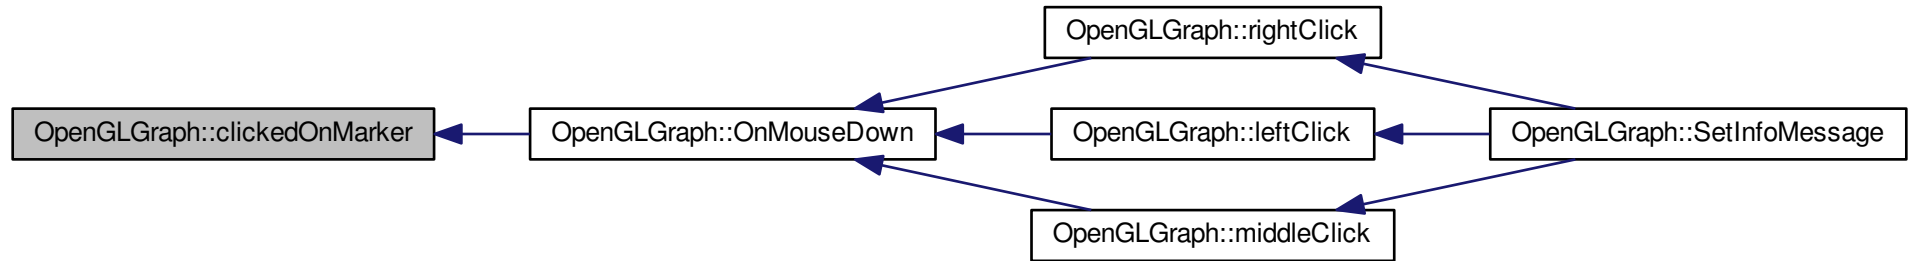 OpenGLGraph::rightClick
OpenGLGraph::clickedOnMarker
OpenGLGraph::OnMouseDown
OpenGLGraph::leftClick
OpenGLGraph::SetInfoMessage
OpenGLGraph::middleClick